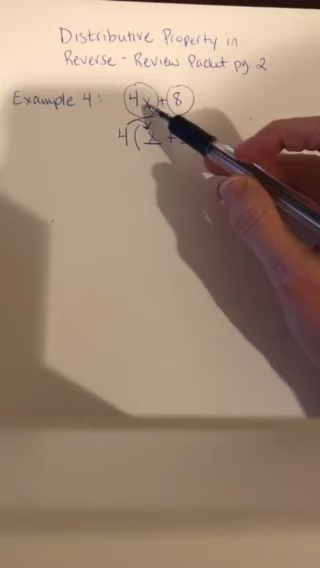 Distributive Property in
Reverse - Review Packet pg. 2
Example 4: 4x + 8
4(x +